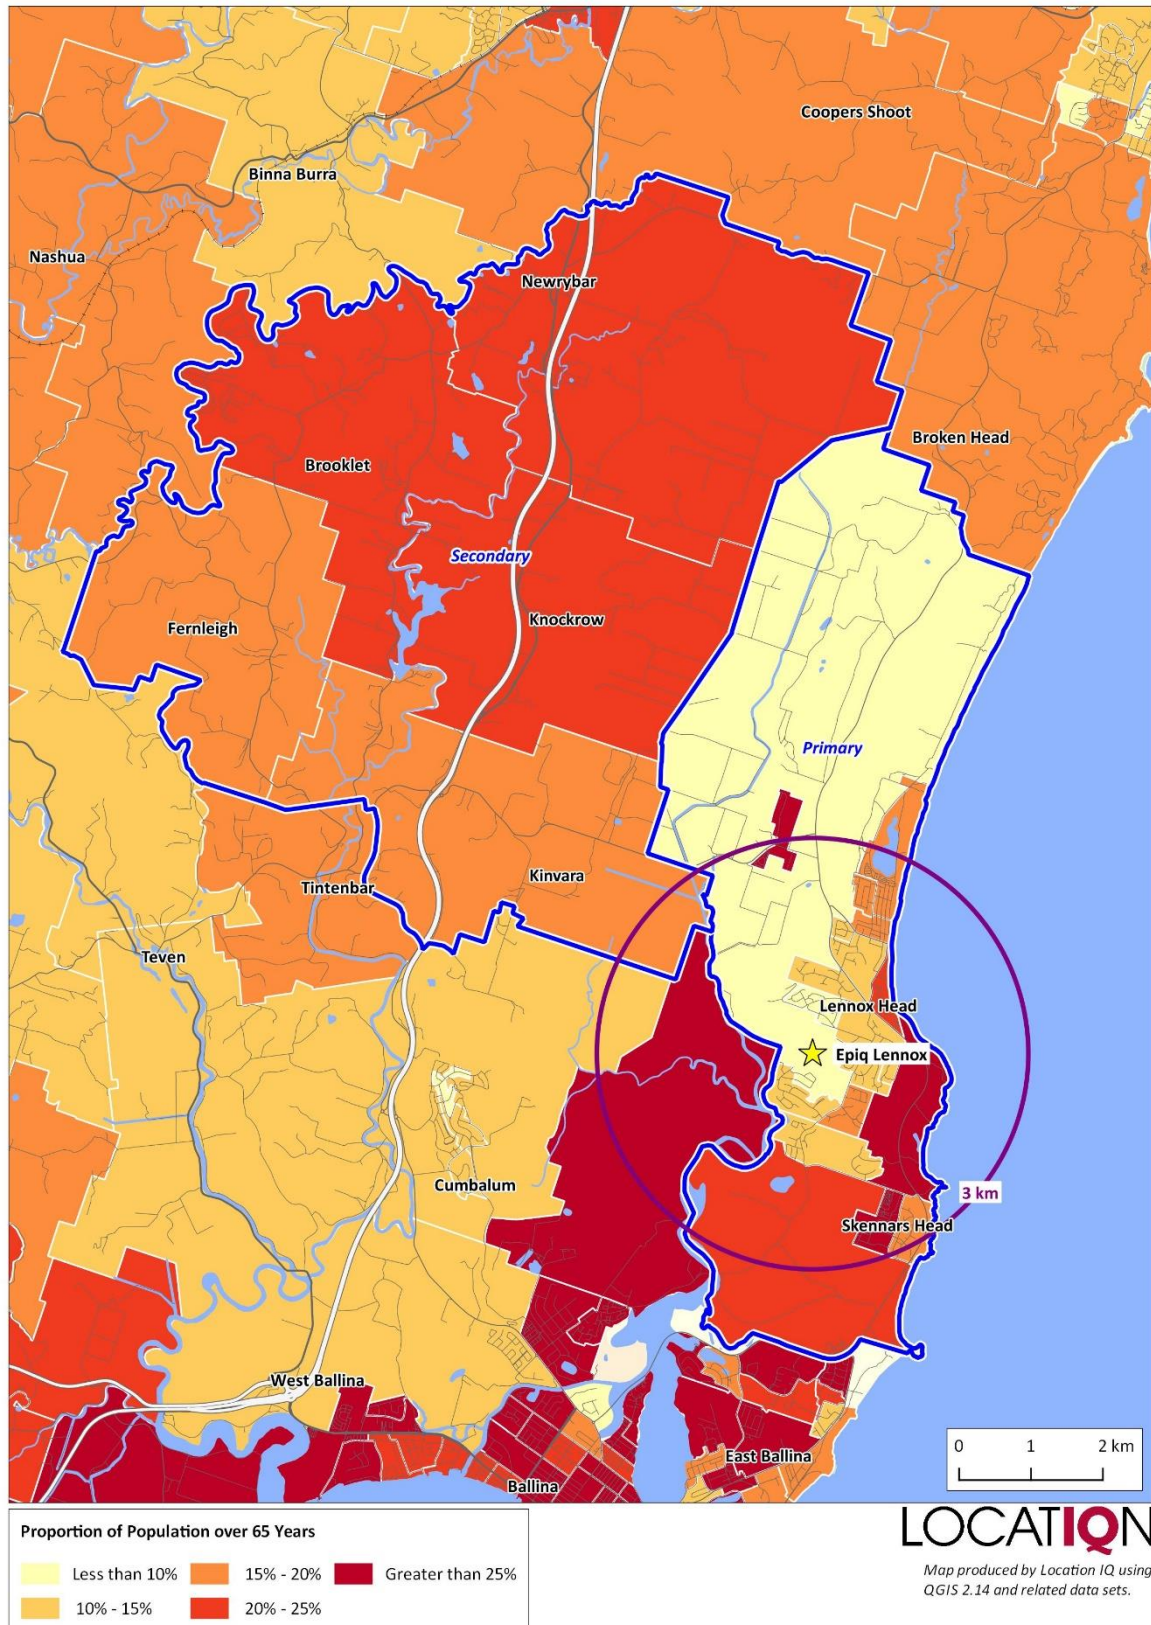 Coopers Shoot
Binna Burra
Nashua
Newrybar
Broken Head
Brooklet
Secondary
Knockrow
Fernleigh
Primary
Kinvara
Tintenbar
Teven
Lennox Head
Epiq Lennox
Cumbalum
3 km
Skennars Head
West Ballina
East Ballina
Ballina
0 1 2 km
Proportion of Population over 65 Years
Less than 10% 15% - 20% Greater than 25%
10% - 15% 20% - 25%
LOCATIQN
Map produced by Location IQ using
QGIS 2.14 and related data sets.